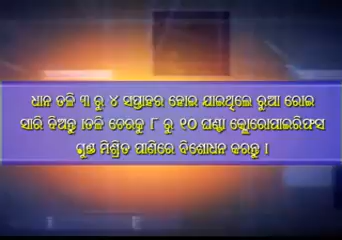 ଧାନ ତଳି ୩ ରୁ ୪ ସପ୍ତାହର ହୋଇ ଯାଇଥିଲେ ରୁଆ ରୋଇ
ସାରି ଦିଅନ୍ତୁ ।ତଳି ଚେରକୁ ୮ ରୁ ୧୦ ଘଣ୍ଟା କ୍ଲୋରୋପାଇରିଫସ
ଗୁଣ୍ଡ ମିଶ୍ରିତ ପାଣିରେ ବିଶୋଧନ କରନ୍ତୁ ।